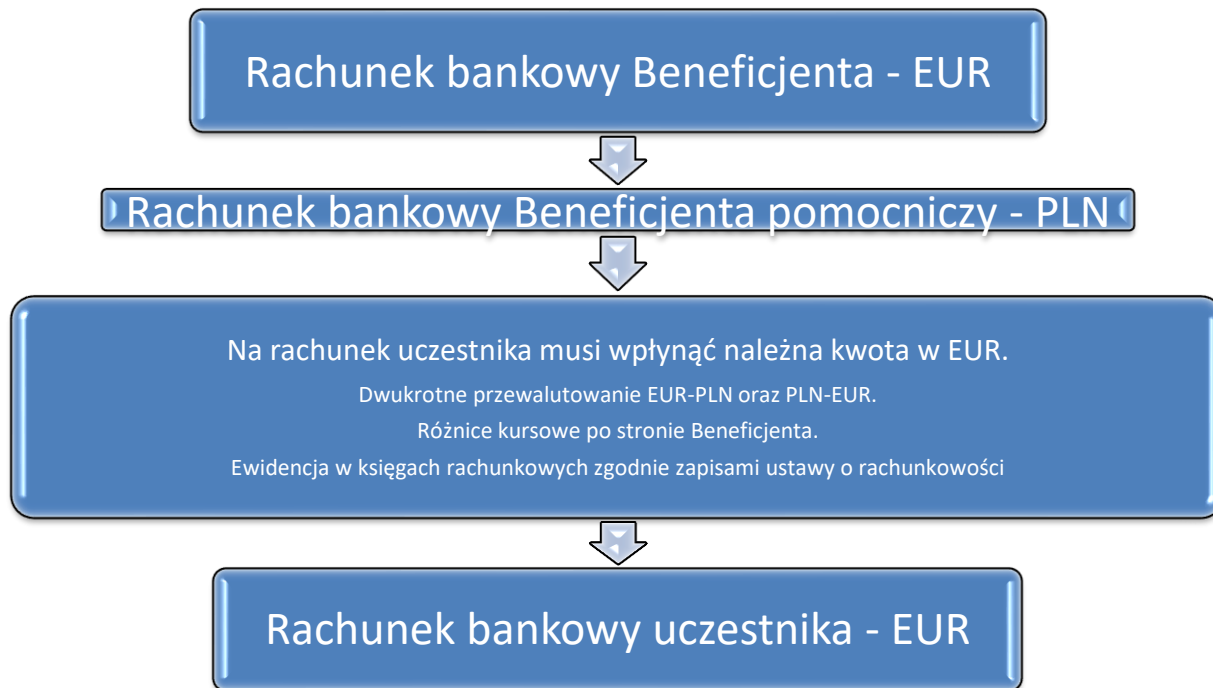 Rachunek bankowy Beneficjenta - EUR
Rachunek bankowy Beneficjenta pomocniczy - PLN
Na rachunek uczestnika musi wpłynąć należna kwota w EUR.
Dwukrotne przewalutowanie EUR-PLN oraz PLN-EUR.
Różnice kursowe po stronie Beneficjenta.
Ewidencja w księgach rachunkowych zgodnie zapisami ustawy o rachunkowości
Rachunek bankowy uczestnika - EUR